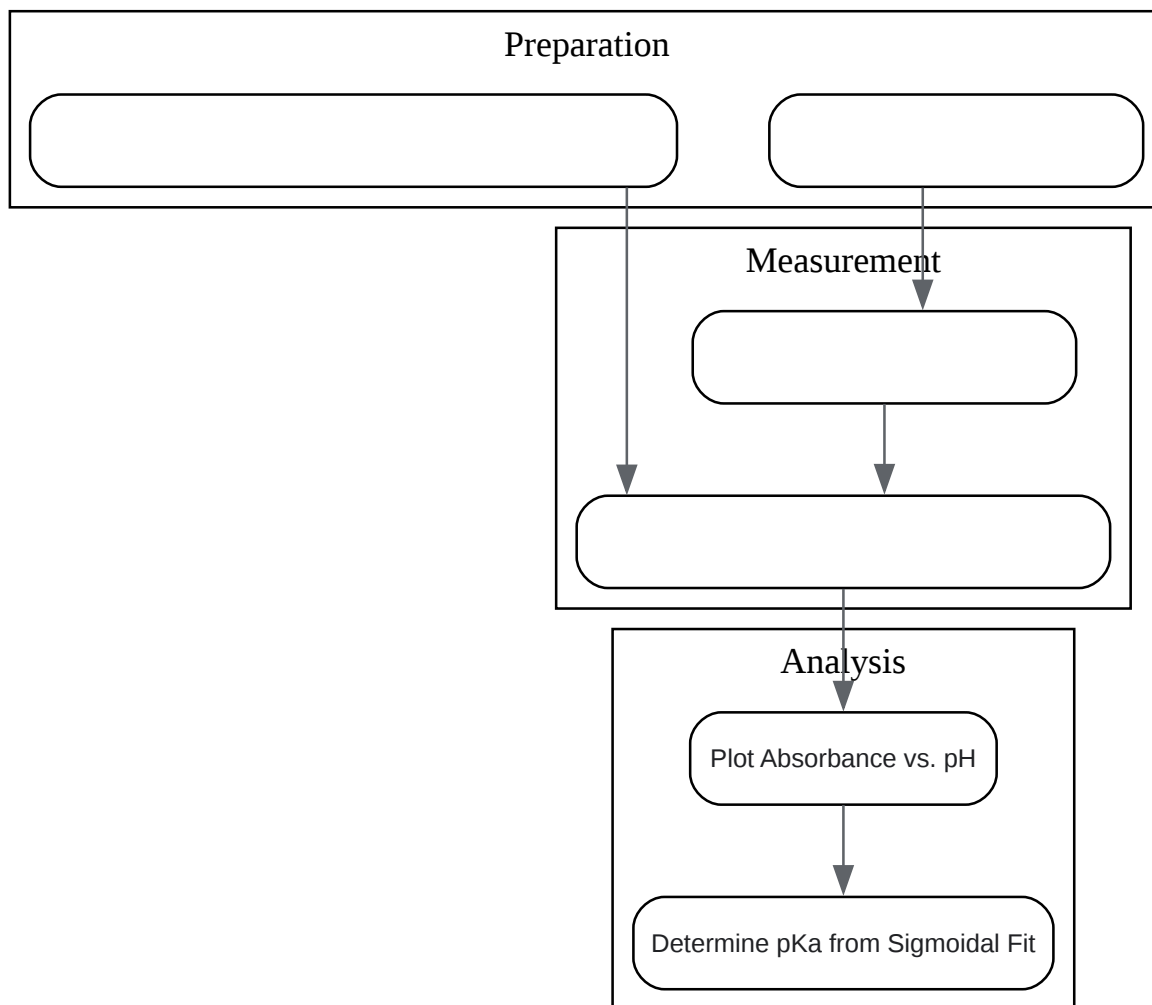 Preparation
Measurement
Analysis
Plot Absorbance vs. pH
Determine pKa from Sigmoidal Fit